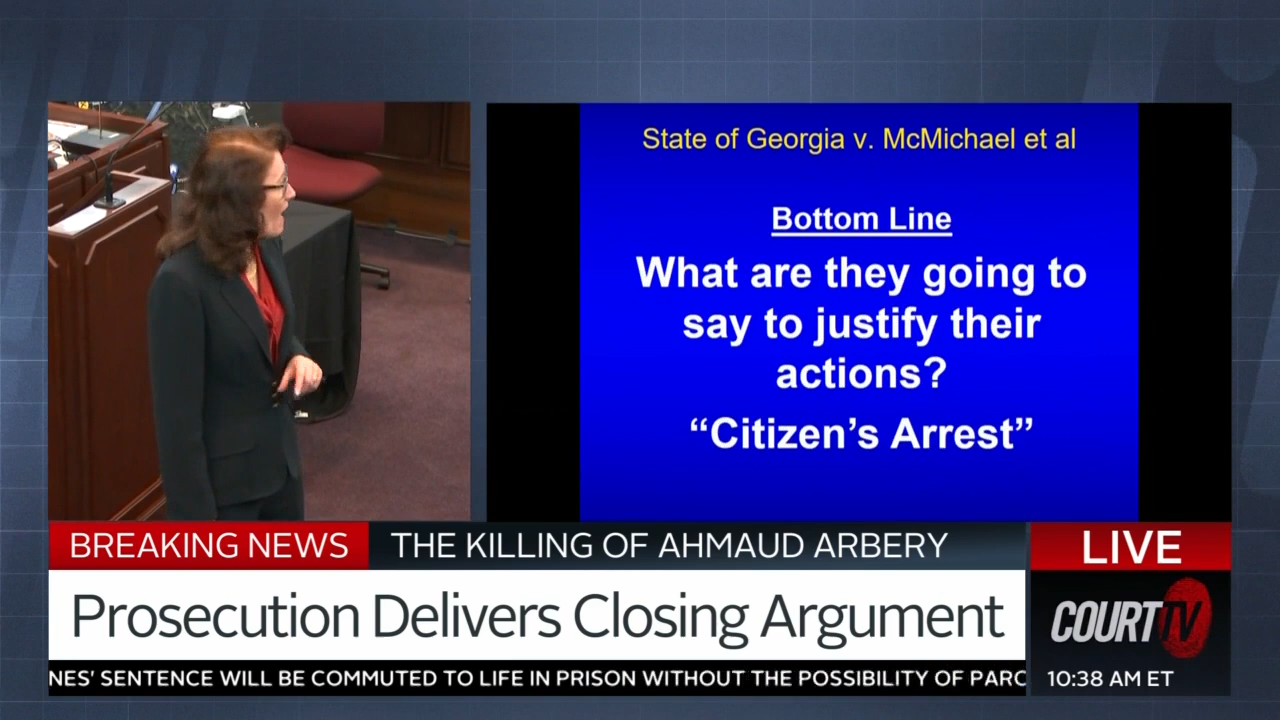 State of Georgia v. McMichael et al
Bottom Line
What are they going to
say to justify their
actions?
“Citizen’s Arrest”
BREAKING NEWS
THE KILLING OF AHMAUD ARBERY
LIVE
Prosecution Delivers Closing Argument
COURT TV
NES’ SENTENCE WILL BE COMMUTED TO LIFE IN PRISON WITHOUT THE POSSIBILITY OF PARO
10:38 AM ET